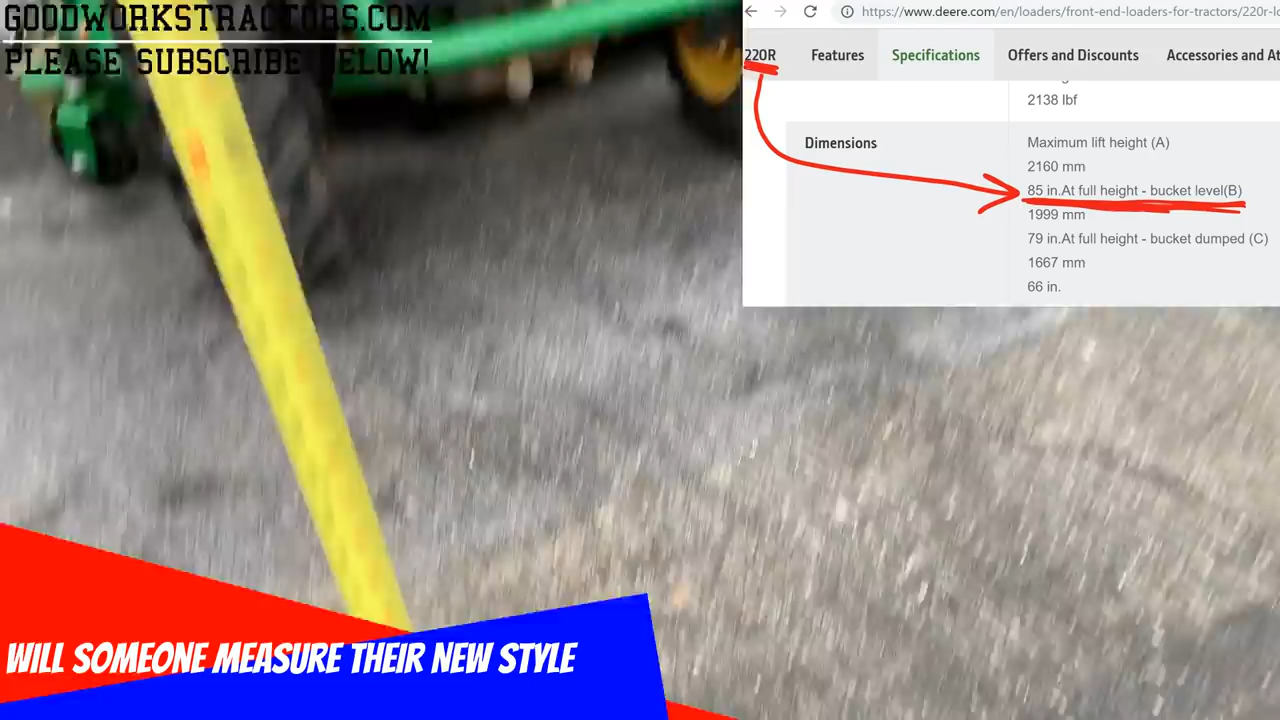 GOODWORKSTRACTORS.COM
PLEASE SUBSCRIBE BELOW!
https://www.deere.com/en/loaders/front-end-loaders-for-tractors/220r-lo
220R Features Specifications Offers and Discounts Accessories and At
2138 lbf
Dimensions
Maximum lift height (A)
2160 mm
85 in.At full height - bucket level(B)
1999 mm
79 in.At full height - bucket dumped (C)
1667 mm
66 in.
WILL SOMEONE MEASURE THEIR NEW STYLE